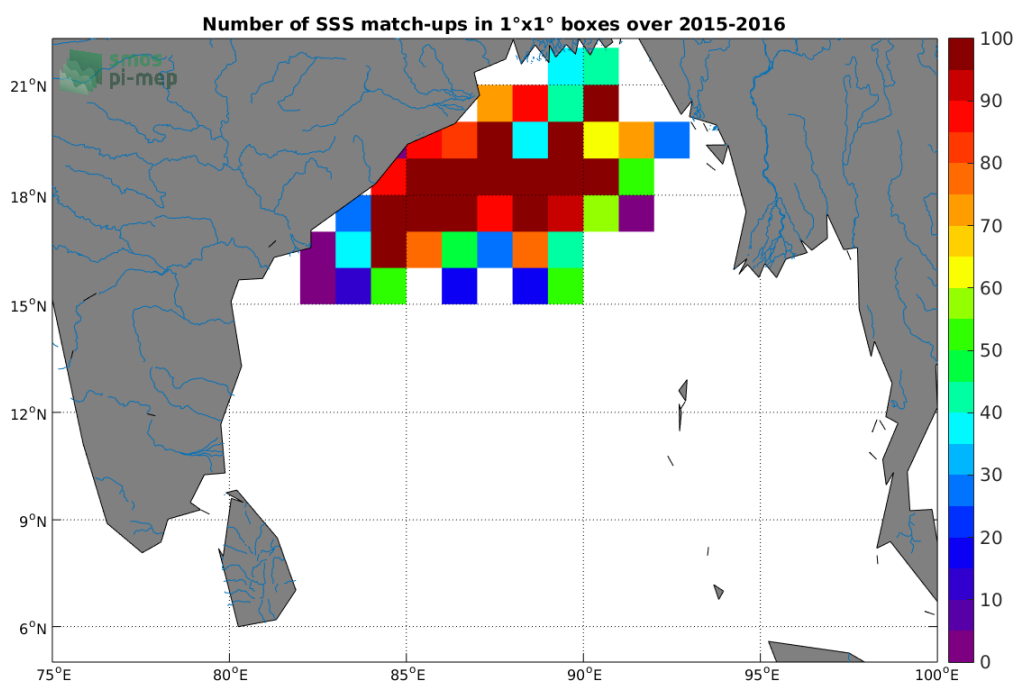 Number of SSS match-ups in 1°x1° boxes over 2015-2016
smos
pi-mep
21°N
18°N
15°N
12°N
9°N
6°N
75°E
80°E
85°E
90°E
95°E
100°E
100
90
80
70
60
50
40
30
20
10
0